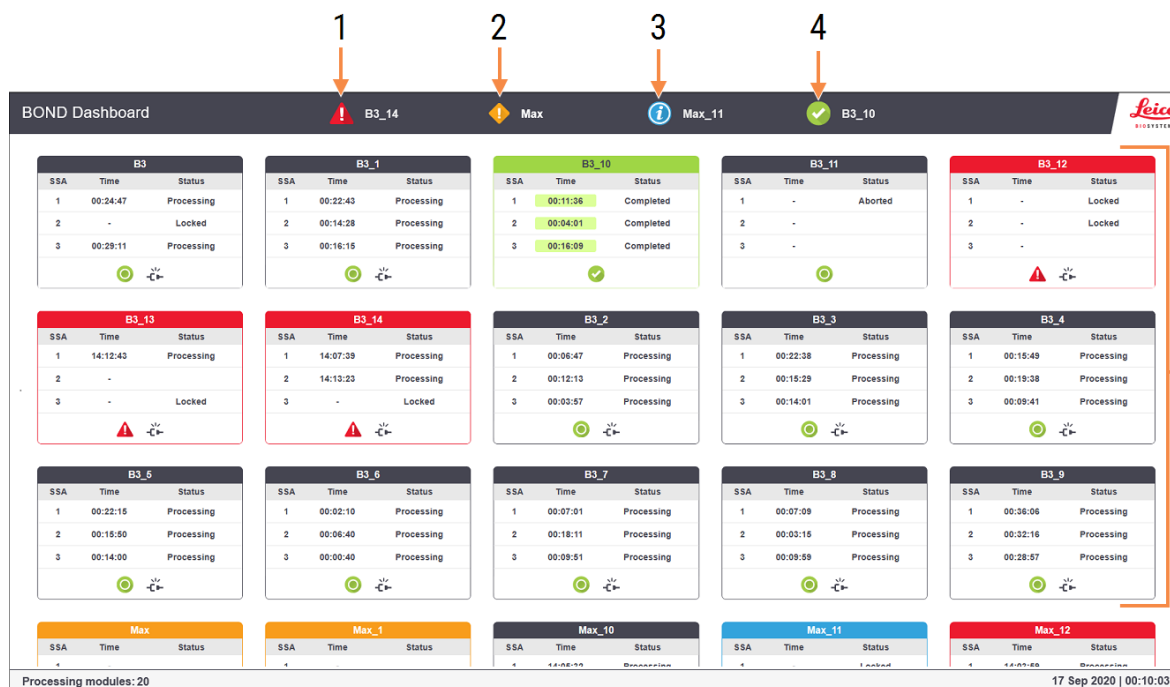 1 2 3 4
BOND Dashboard B3_14 Max Max_11 B3_10
B3 B3_1 B3_10 B3_11 B3_12
SSA Time Status SSA Time Status SSA Time Status SSA Time Status SSA Time Status
1 00:24:47 Processing 1 00:22:43 Processing 1 00:11:36 Completed 1 - Aborted 1 - Locked
2 - Locked 2 00:14:28 Processing 2 00:04:01 Completed 2 - 2 - Locked
3 00:29:11 Processing 3 00:16:15 Processing 3 00:16:09 Completed 3 - 3 -
B3_13 B3_14 B3_2 B3_3 B3_4
SSA Time Status SSA Time Status SSA Time Status SSA Time Status SSA Time Status
1 14:12:43 Processing 1 14:07:39 Processing 1 00:06:47 Processing 1 00:22:38 Processing 1 00:15:49 Processing
2 - 2 14:13:23 Processing 2 00:12:13 Processing 2 00:15:29 Processing 2 00:19:38 Processing
3 - Locked 3 - Locked 3 00:03:57 Processing 3 00:14:01 Processing 3 00:09:41 Processing
B3_5 B3_6 B3_7 B3_8 B3_9
SSA Time Status SSA Time Status SSA Time Status SSA Time Status SSA Time Status
1 00:22:15 Processing 1 00:02:10 Processing 1 00:07:01 Processing 1 00:07:09 Processing 1 00:36:06 Processing
2 00:15:50 Processing 2 00:06:40 Processing 2 00:18:11 Processing 2 00:03:15 Processing 2 00:32:16 Processing
3 00:14:00 Processing 3 00:00:40 Processing 3 00:09:51 Processing 3 00:09:59 Processing 3 00:28:57 Processing
Max Max_1 Max_10 Max_11 Max_12
SSA Time Status SSA Time Status SSA Time Status SSA Time Status SSA Time Status
Processing modules: 20 17 Sep 2020 | 00:10:03